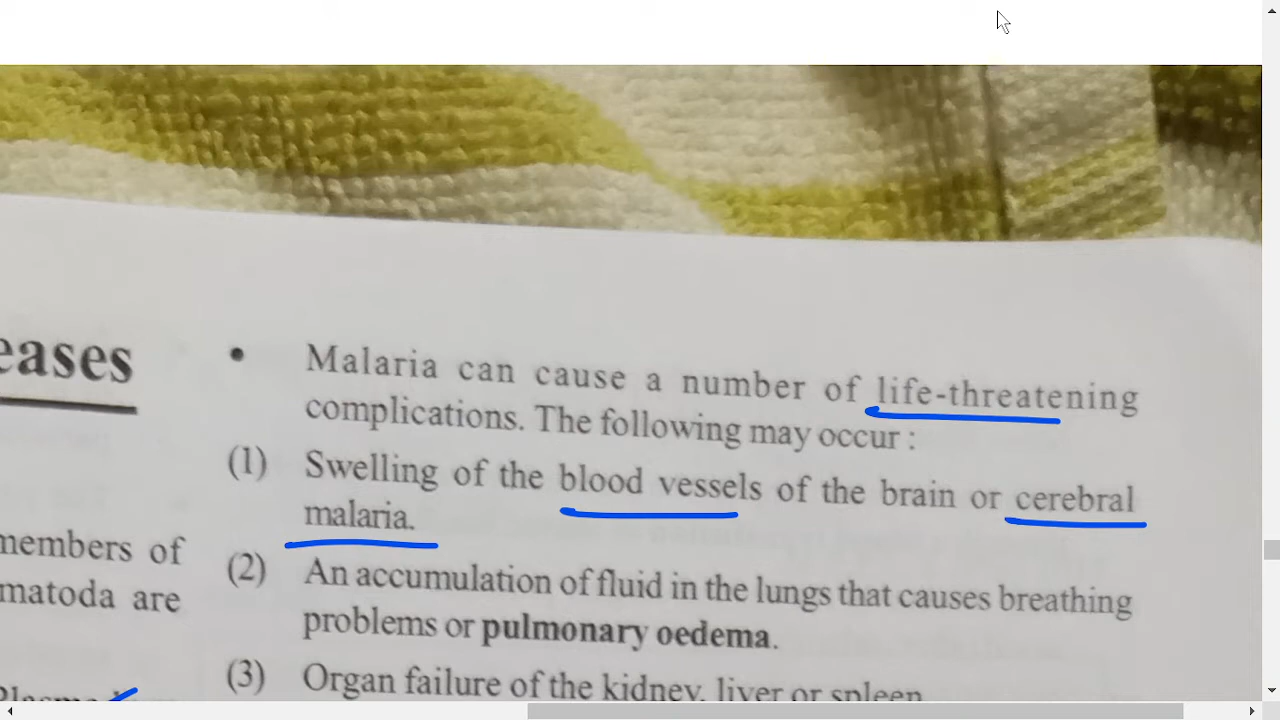 eases
members of
matoda are
• Malaria can cause a number of life-threatening
complications. The following may occur :
(1) Swelling of the blood vessels of the brain or cerebral
malaria.
(2) An accumulation of fluid in the lungs that causes breathing
problems or pulmonary oedema.
(3) Organ failure of the kidney, liver or spleen